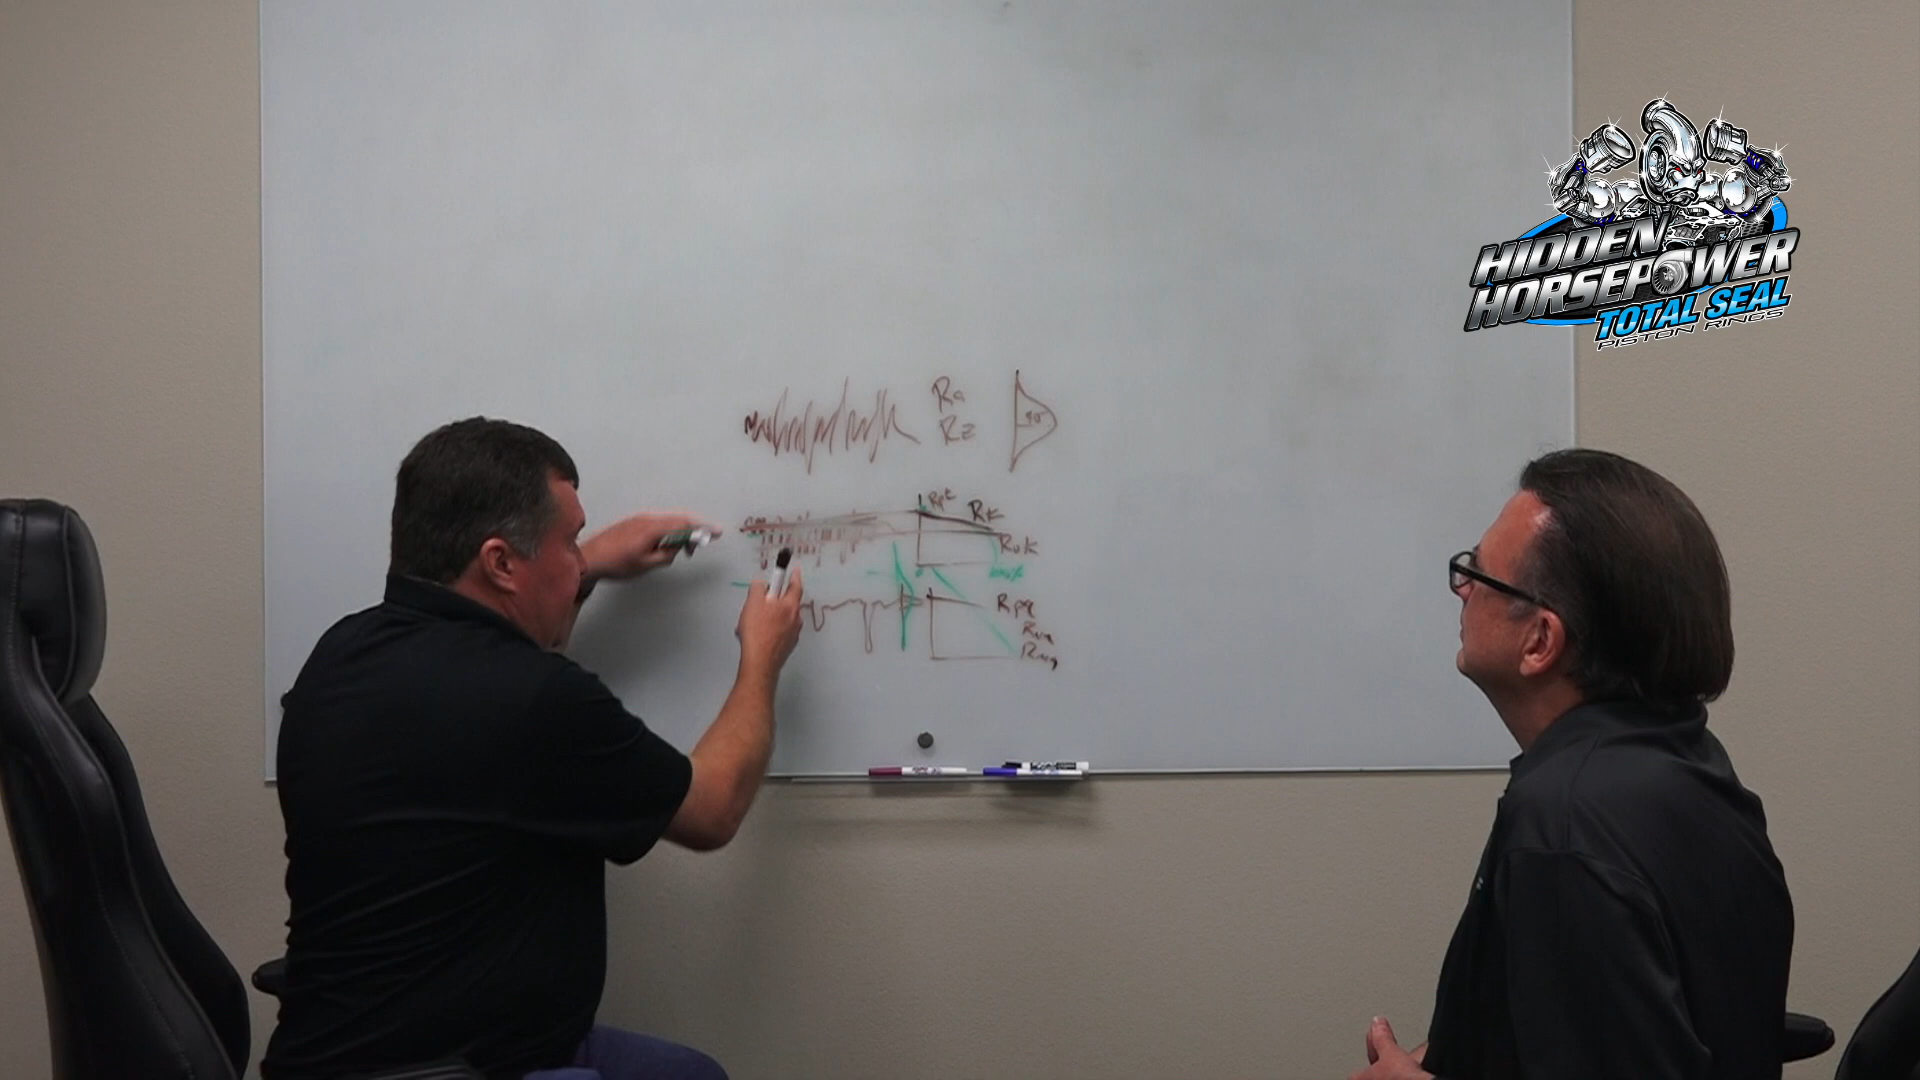 HIDDEN
HORSEPOWER
TOTAL SEAL
PISTON RINGS
Ra
Rz
Rpk
Rk
Rvk
Rpq
Rvq
Rmq